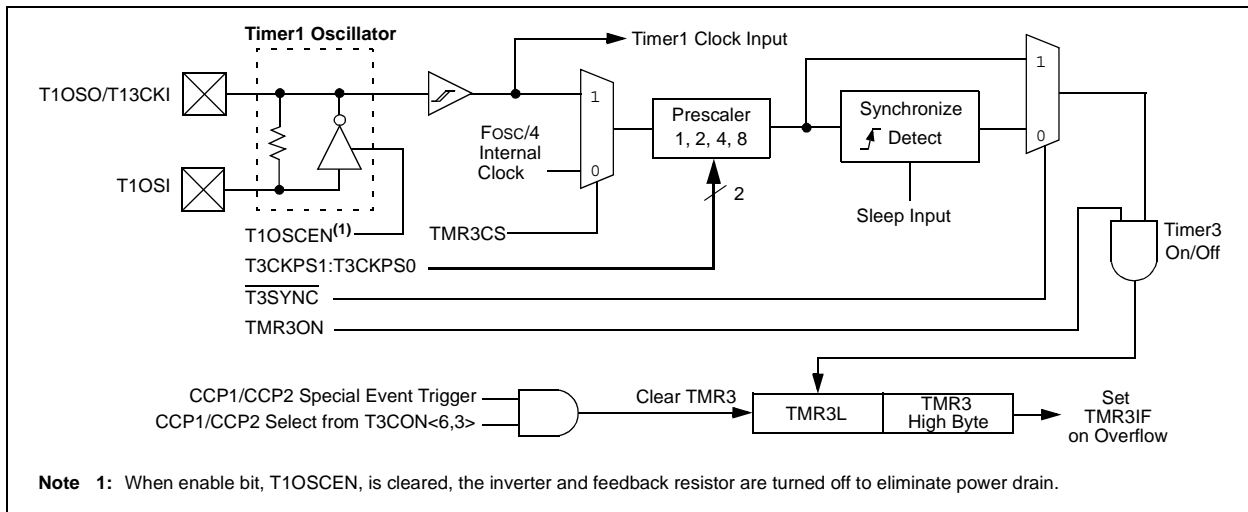 Timer1 Oscillator
Timer1 Clock Input
T1OSO/T13CKI
T1OSI
FOSC/4
Internal
Clock
1
0
Prescaler
1, 2, 4, 8
Synchronize
Detect
1
0
2
Sleep Input
T1OSCEN(1)
TMR3CS
T3CKPS1:T3CKPS0
T3SYNC
TMR3ON
Timer3
On/Off
CCP1/CCP2 Special Event Trigger
CCP1/CCP2 Select from T3CON<6,3>
Clear TMR3
TMR3L
TMR3
High Byte
Set
TMR3IF
on Overflow
Note 1: When enable bit, T1OSCEN, is cleared, the inverter and feedback resistor are turned off to eliminate power drain.